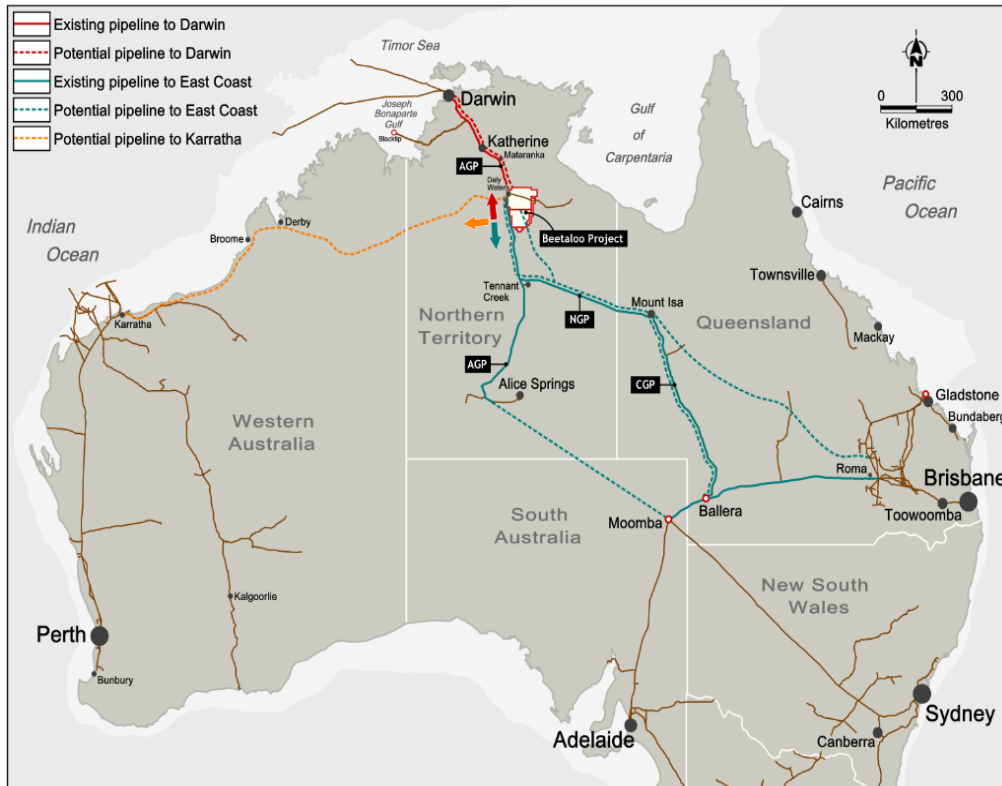 Existing pipeline to Darwin
Potential pipeline to Darwin
Existing pipeline to East Coast
Potential pipeline to East Coast
Potential pipeline to Karratha
Timor Sea
N
0 300
Kilometres
Darwin
Joseph
Bonaparte
Gulf
Blacktip
Katherine
Mataranka
AGP
Daly
Waters
Gulf
of
Carpentaria
Pacific
Ocean
Cairns
Indian
Ocean
Derby
Broome
Beetaloo Project
Townsville
Karratha
Tennant
Creek
NGP
Mount Isa
Northern
Territory
Queensland
Mackay
AGP
Alice Springs
CGP
Gladstone
Bundaberg
Western
Australia
Roma
Brisbane
Toowoomba
Ballera
Moomba
South
Australia
New South
Wales
Kalgoorlie
Perth
Bunbury
Sydney
Adelaide
Canberra